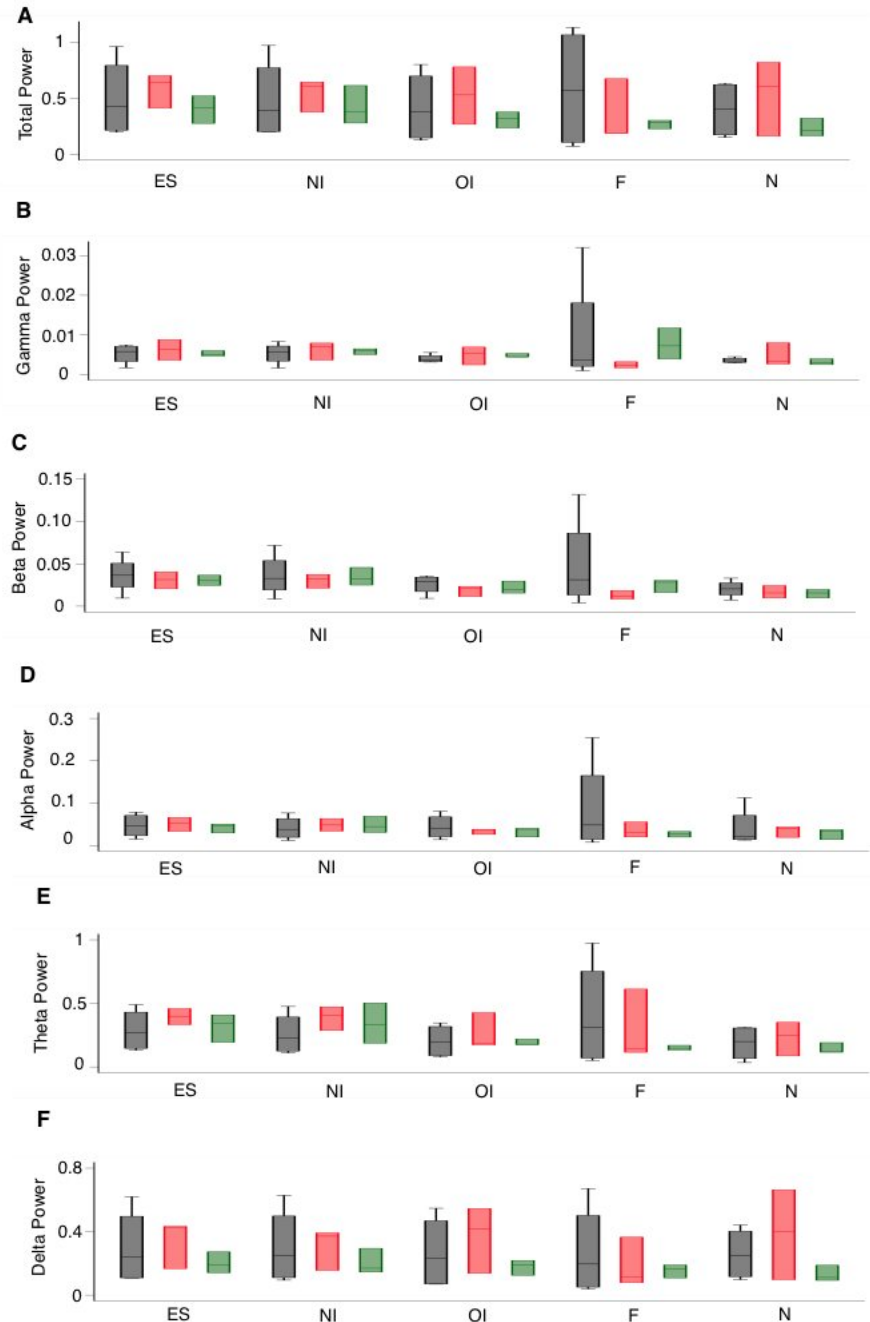 A
Total Power
1
0.5
0
ES NI OI F N
B
Gamma Power
0.03
0.02
0.01
0
ES NI OI F N
C
Beta Power
0.15
0.10
0.05
0
ES NI OI F N
D
Alpha Power
0.3
0.2
0.1
0
ES NI OI F N
E
Theta Power
1
0.5
0
ES NI OI F N
F
Delta Power
0.8
0.4
0
ES NI OI F N